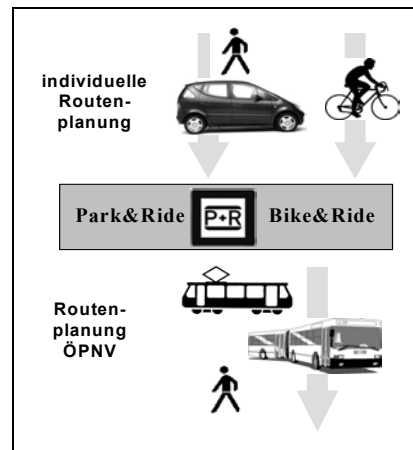 individuelle
Routen-
planung
Park&Ride P+R Bike&Ride
Routen-
planung
ÖPNV